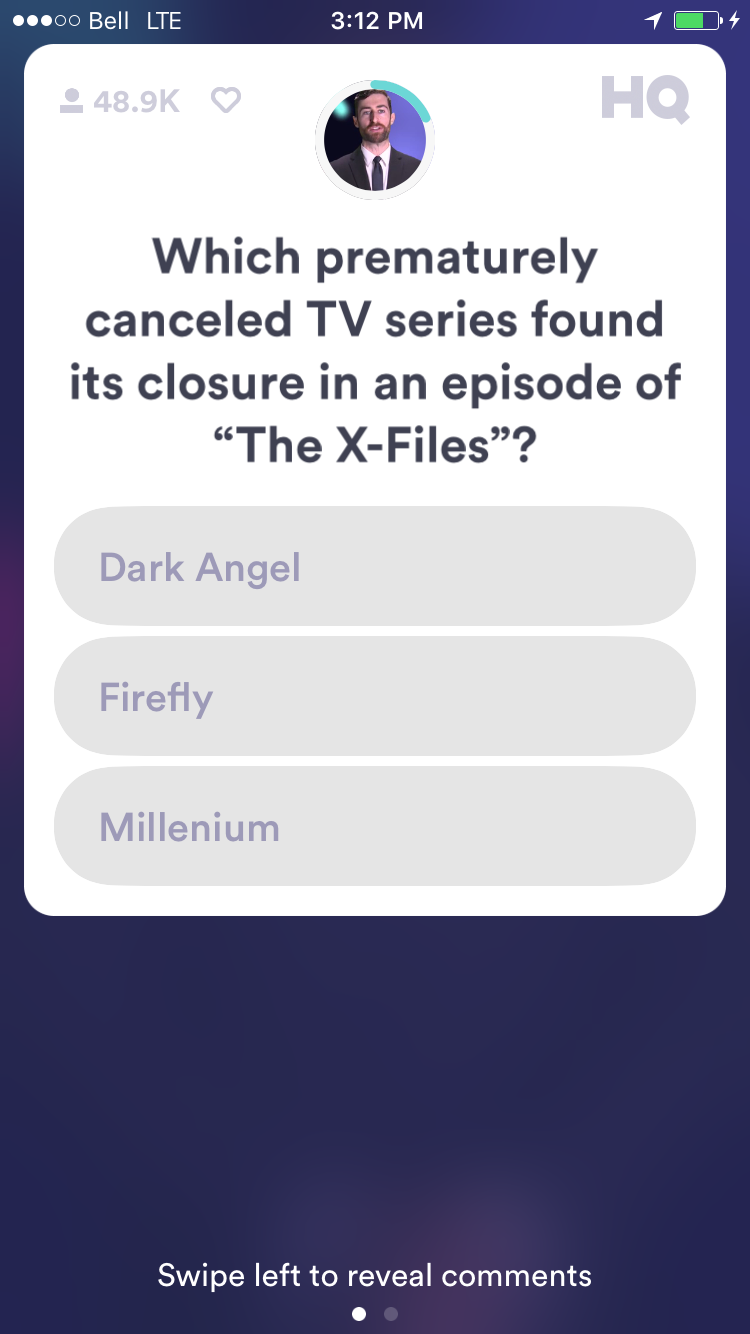 Bell LTE 3:12 PM
48.9K HQ
Which prematurely
canceled TV series found
its closure in an episode of
“The X-Files”?
Dark Angel
Firefly
Millenium
Swipe left to reveal comments